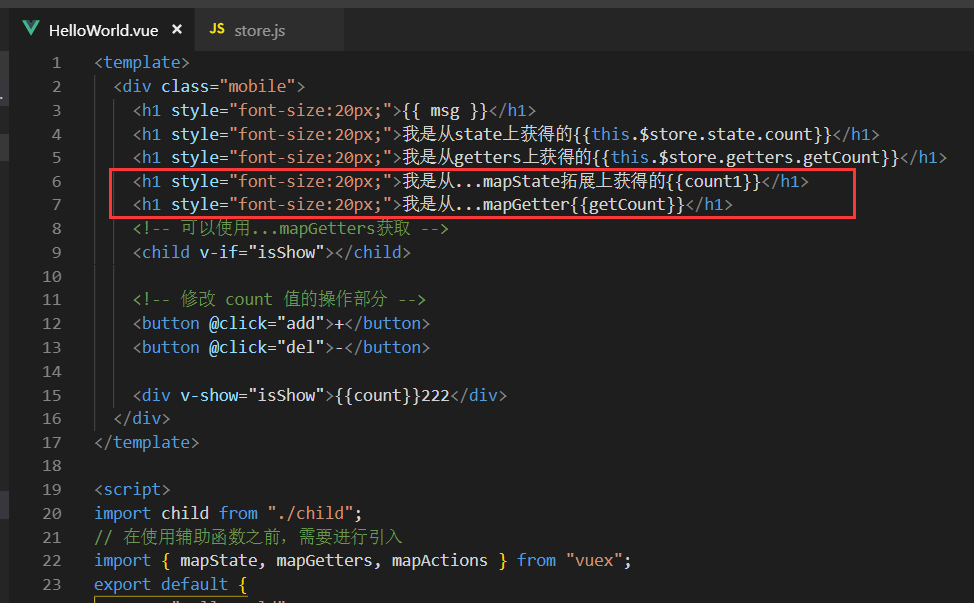 HelloWorld.vue × JS store.js
1 <template>
2 <div class="mobile">
3 <h1 style="font-size:20px;">{{ msg }}</h1>
4 <h1 style="font-size:20px;">我是从state上获得的{{this.$store.state.count}}</h1>
5 <h1 style="font-size:20px;">我是从getters上获得的{{this.$store.getters.getCount}}</h1>
6 <h1 style="font-size:20px;">我是从...mapState拓展上获得的{{count1}}</h1>
7 <h1 style="font-size:20px;">我是从...mapGetter{{getCount}}</h1>
8 <!-- 可以使用...mapGetters获取 -->
9 <child v-if="isShow"></child>
10
11 <!-- 修改 count 值的操作部分 -->
12 <button @click="add">+</button>
13 <button @click="del">-</button>
14
15 <div v-show="isShow">{{count}}222</div>
16 </div>
17 </template>
18
19 <script>
20 import child from "./child";
21 // 在使用辅助函数之前，需要进行引入
22 import { mapState, mapGetters, mapActions } from "vuex";
23 export default {